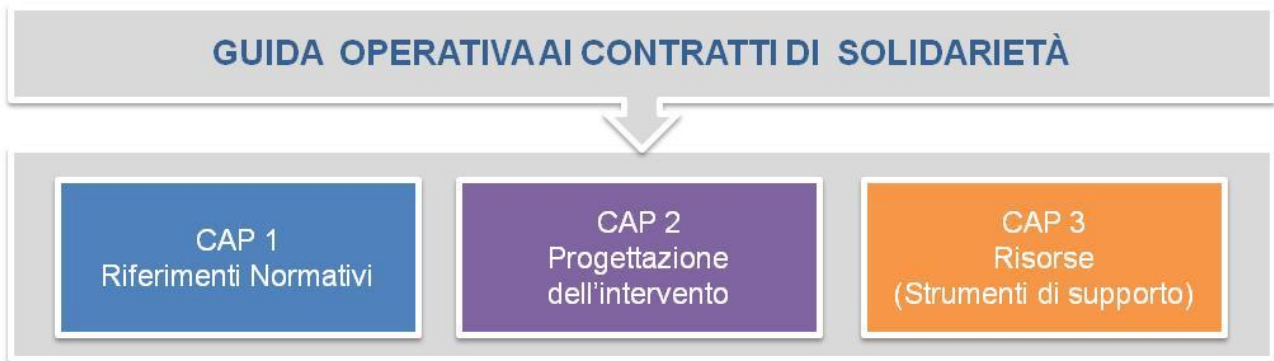 GUIDA OPERATIVA AI CONTRATTI DI SOLIDARIETÀ
CAP 1
Riferimenti Normativi
CAP 2
Progettazione
dell'intervento
CAP 3
Risorse
(Strumenti di supporto)